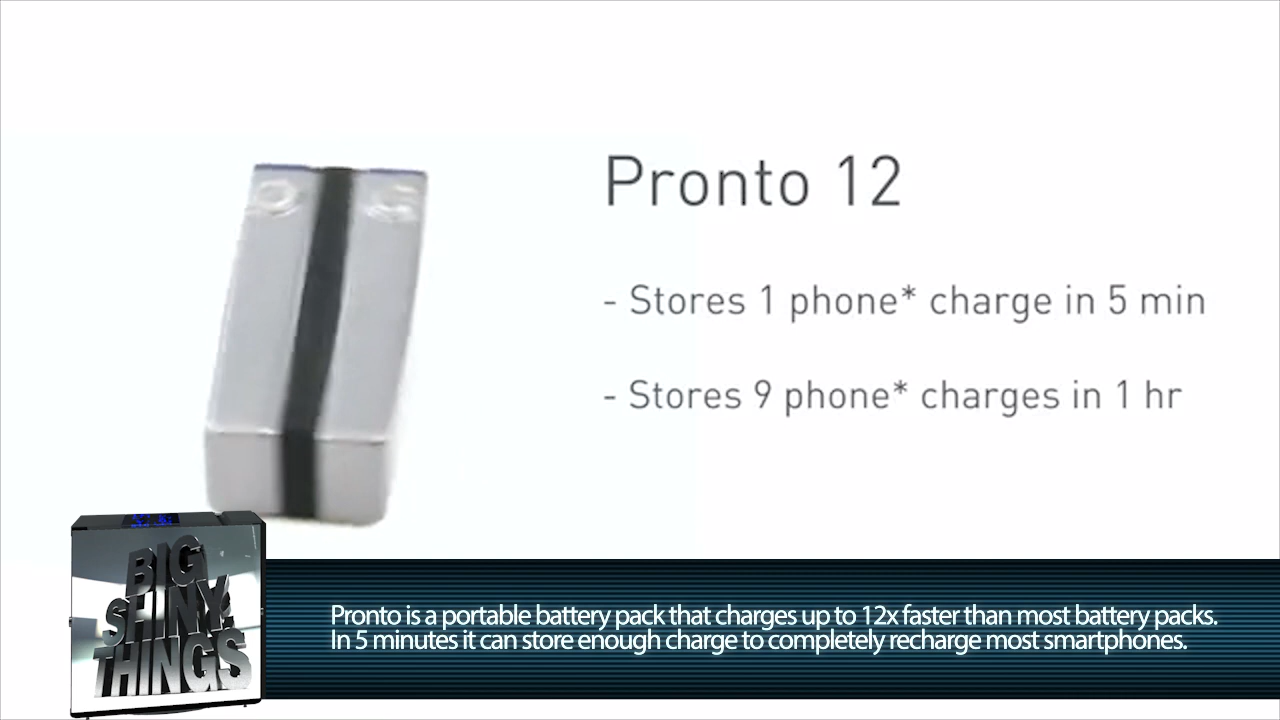 Pronto 12
- Stores 1 phone* charge in 5 min
- Stores 9 phone* charges in 1 hr
BIG
SHINY
THINGS
Pronto is a portable battery pack that charges up to 12x faster than most battery packs.
In 5 minutes it can store enough charge to completely recharge most smartphones.